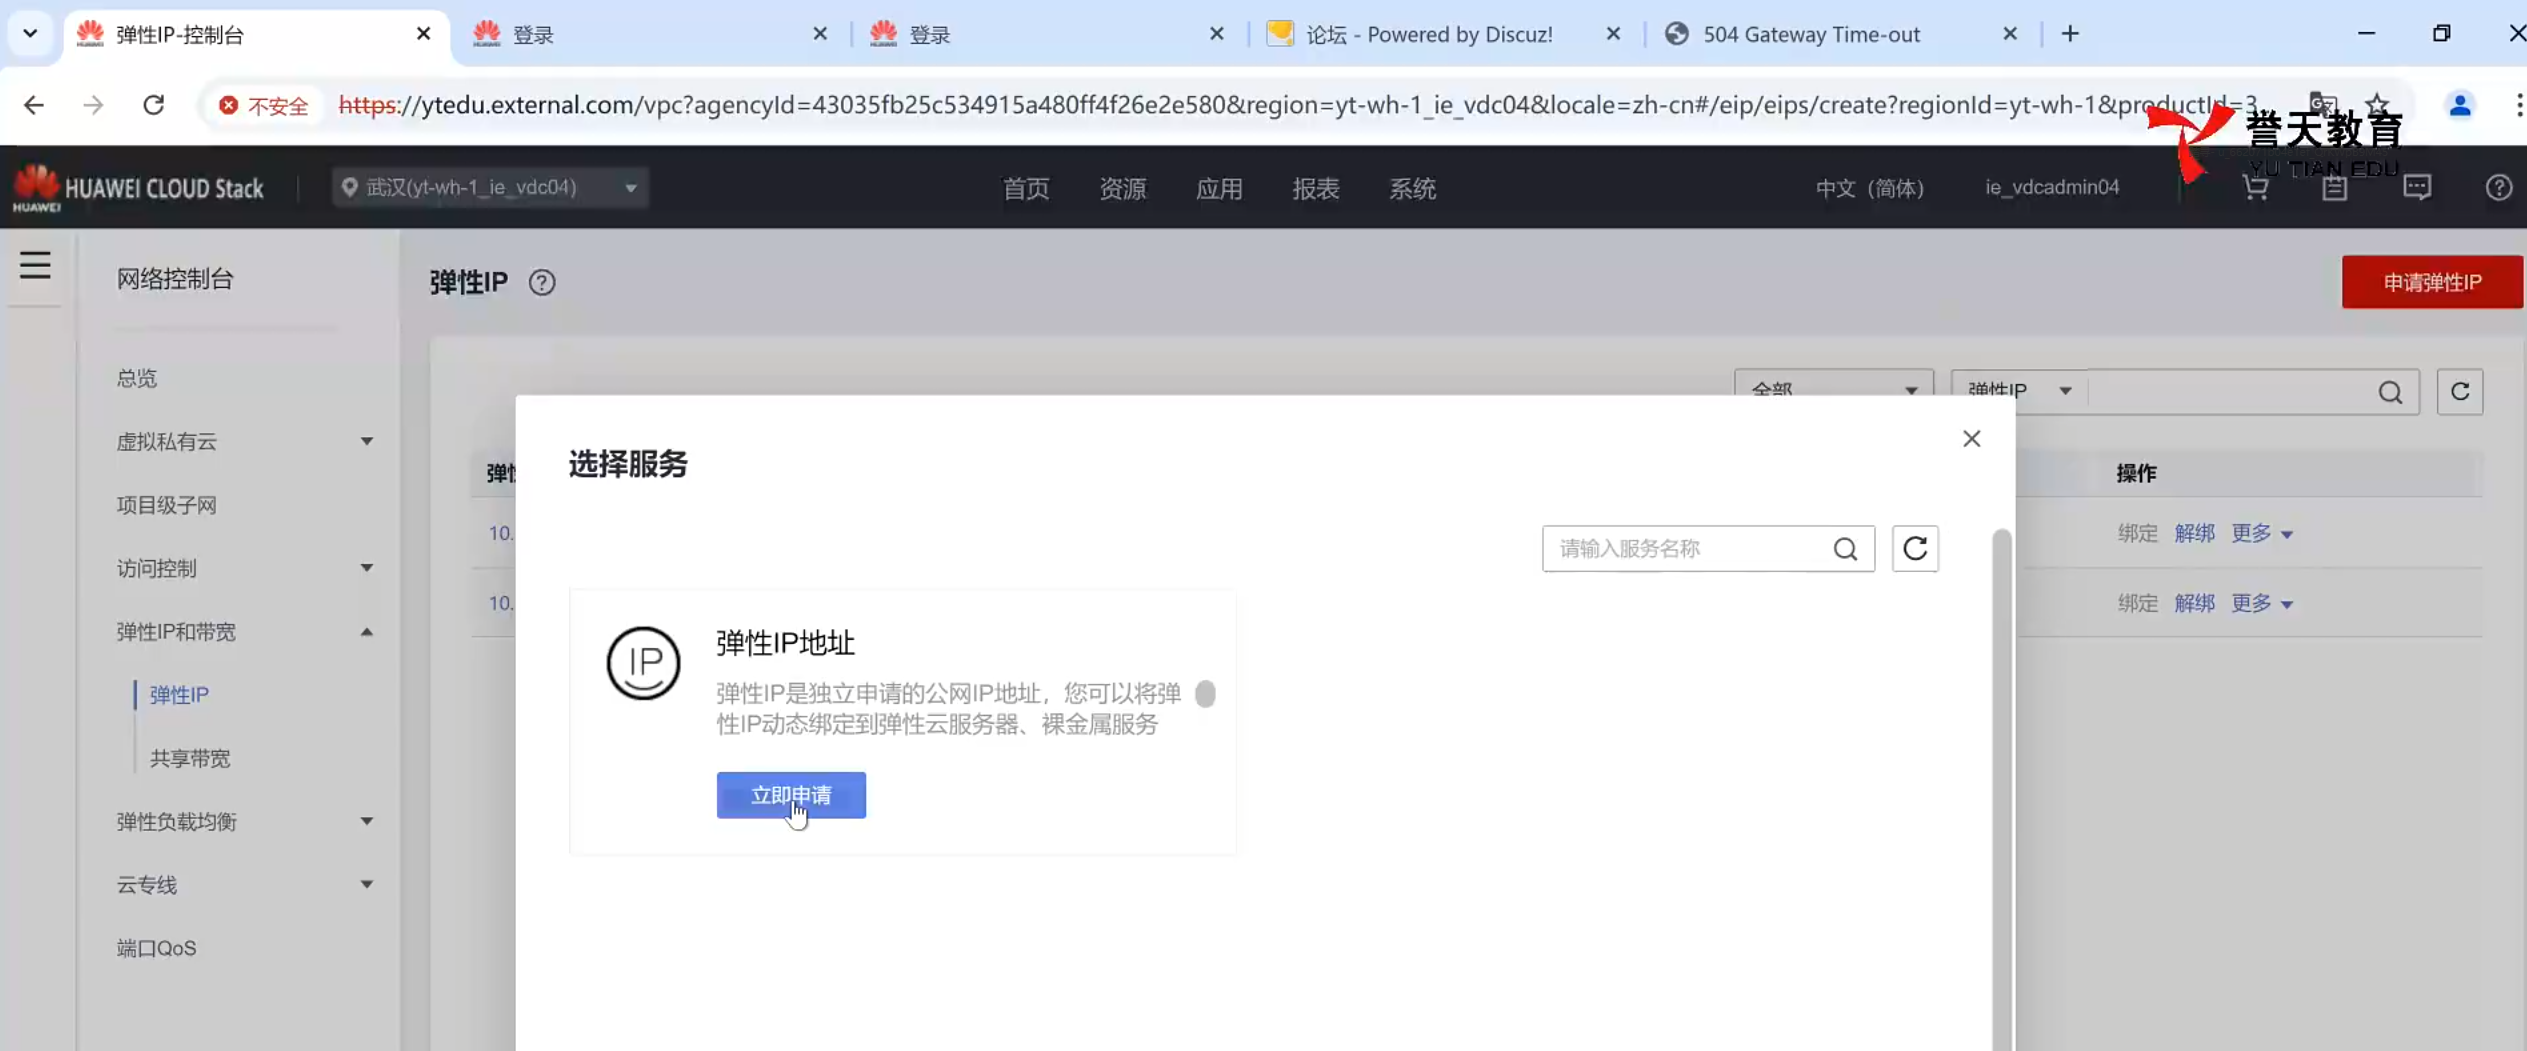 弹性IP-控制台
登录
登录
论坛 - Powered by Discuz!
504 Gateway Time-out
不安全
https://ytedu.external.com/vpc?agencyId=43035fb25c534915a480ff4f26e2e580&region=yt-wh-1_ie_vdc04&locale=zh-cn#/eip/eips/create?regionId=yt-wh-1&productId=3...
誉天教育
YU TIAN EDU
HUAWEI
HUAWEI CLOUD Stack
武汉(yt-wh-1_ie_vdc04)
首页
资源
应用
报表
系统
中文（简体）
ie_vdcadmin04
网络控制台
弹性IP
申请弹性IP
总览
虚拟私有云
项目级子网
访问控制
弹性IP和带宽
弹性IP
共享带宽
弹性负载均衡
云专线
端口QoS
全部
弹性IP
弹性
操作
10.
绑定 解绑 更多
10.
绑定 解绑 更多
选择服务
请输入服务名称
IP
弹性IP地址
弹性IP是独立申请的公网IP地址，您可以将弹
性IP动态绑定到弹性云服务器、裸金属服务
立即申请